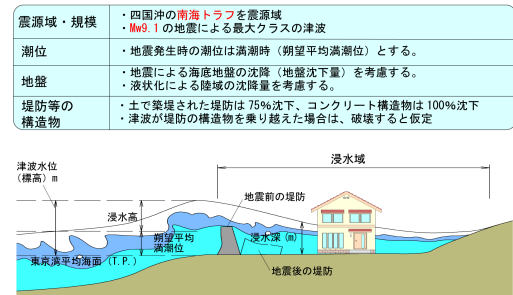 震源域・規模
・四国沖の南海トラフを震源域
・Mw9.1の地震による最大クラスの津波
潮位
・地震発生時の潮位は満潮時（朔望平均満潮位）とする。
地盤
・地震による海底地盤の沈降（地盤沈下量）を考慮する。
・液状化による陸域の沈降量を考慮する。
堤防等の
構造物
・土で築堤された堤防は75%沈下、コンクリート構造物は100%沈下
・津波が堤防の構造物を乗り越えた場合は、破壊すると仮定
浸水域
津波水位
（標高）m
地震前の堤防
浸水高
朔望平均
満潮位
浸水深(m)
東京湾平均海面（T.P.）
地震後の堤防